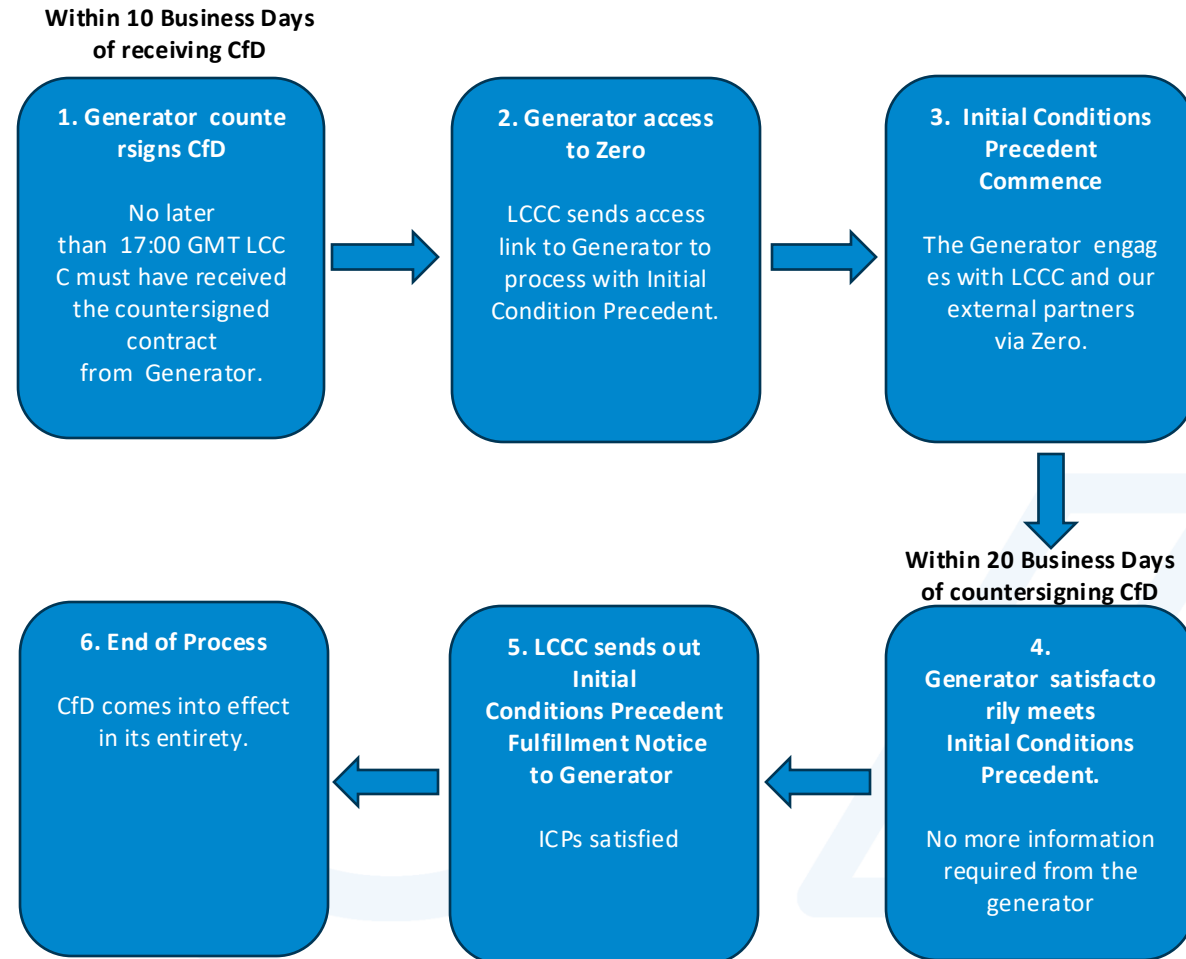 Within 10 Business Days
of receiving CfD
1. Generator counte
rsigns CfD
No later
than 17:00 GMT LCC
C must have received
the countersigned
contract
from Generator.
2. Generator access
to Zero
LCCC sends access
link to Generator to
process with Initial
Condition Precedent.
3. Initial Conditions
Precedent
Commence
The Generator engag
es with LCCC and our
external partners
via Zero.
Within 20 Business Days
of countersigning CfD
4.
Generator satisfacto
rily meets
Initial Conditions
Precedent.
No more information
required from the
generator
5. LCCC sends out
Initial
Conditions Precedent
Fulfillment Notice
to Generator
ICPs satisfied
6. End of Process
CfD comes into effect
in its entirety.